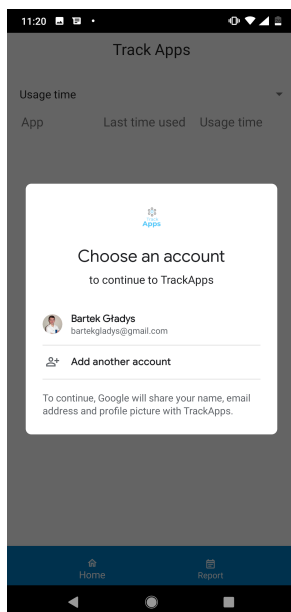 11:20
Track Apps
Usage time
App Last time used Usage time
Track
Apps
Choose an account
to continue to TrackApps
Bartek Gładys
bartekgladys@gmail.com
Add another account
To continue, Google will share your name, email
address and profile picture with TrackApps.
Home Report